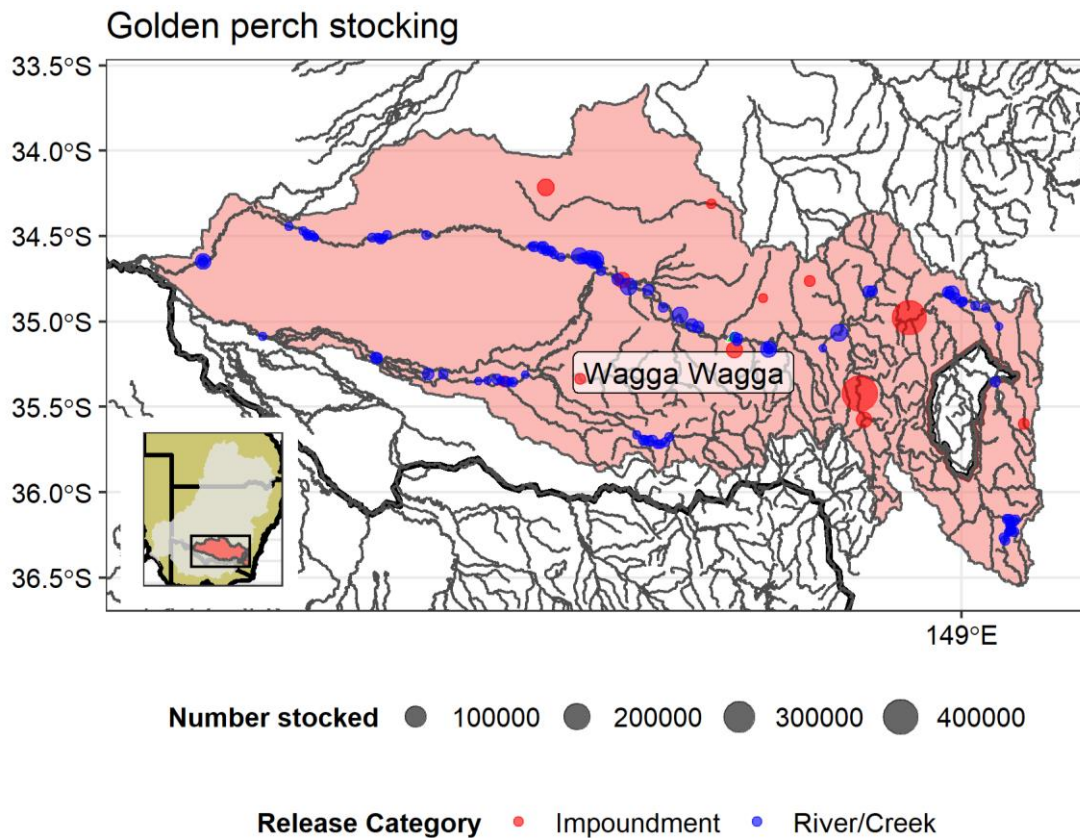 Golden perch stocking
33.5°S
34.0°S
34.5°S
35.0°S
35.5°S
36.0°S
36.5°S
Wagga Wagga
149°E
Number stocked 100000 200000 300000 400000
Release Category Impoundment River/Creek